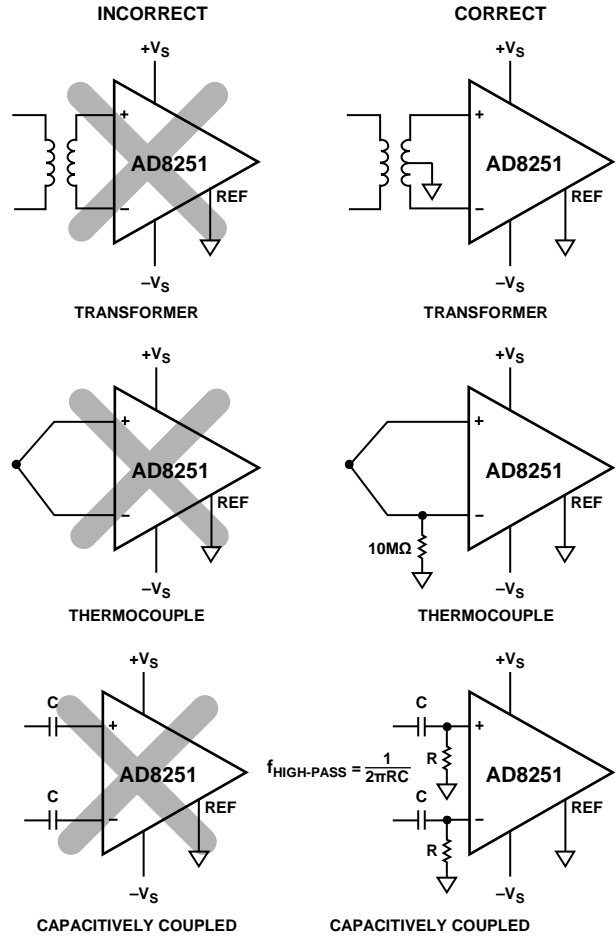 INCORRECT
CORRECT
+VS
+VS
+
+
AD8251
AD8251
REF
REF
−
−
−VS
−VS
TRANSFORMER
TRANSFORMER
+VS
+VS
+
+
AD8251
AD8251
REF
REF
−
−
10MΩ
−VS
−VS
THERMOCOUPLE
THERMOCOUPLE
+VS
+VS
C
C
+
+
R
AD8251
fHIGH-PASS = 1/2πRC
AD8251
C
C
REF
REF
−
−
R
−VS
−VS
CAPACITIVELY COUPLED
CAPACITIVELY COUPLED